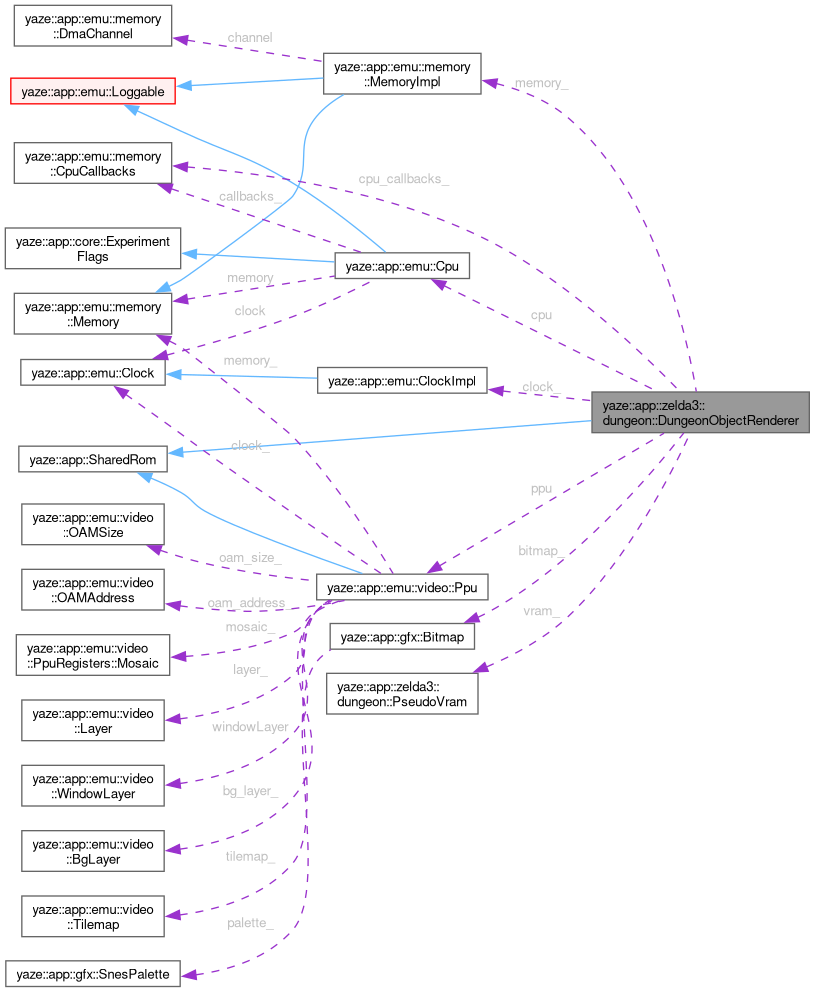 yaze::app::emu::memory
::DmaChannel
channel
yaze::app::emu::memory
::MemoryImpl
yaze::app::emu::Loggable
memory_
yaze::app::emu::memory
::CpuCallbacks
cpu_callbacks_
callbacks_
yaze::app::core::Experiment
Flags
yaze::app::emu::Cpu
memory
yaze::app::emu::memory
::Memory
clock
cpu
memory_
yaze::app::emu::Clock
yaze::app::emu::ClockImpl
clock_
yaze::app::zelda3::
dungeon::DungeonObjectRenderer
clock_
yaze::app::SharedRom
ppu
yaze::app::emu::video
::OAMSize
oam_size_
bitmap_
yaze::app::emu::video
::OAMAddress
yaze::app::emu::video::Ppu
oam_address_
vram_
mosaic_
yaze::app::gfx::Bitmap
yaze::app::emu::video
::PpuRegisters::Mosaic
layer_
yaze::app::zelda3::
dungeon::PseudoVram
yaze::app::emu::video
::Layer
windowLayer
yaze::app::emu::video
::WindowLayer
bg_layer_
yaze::app::emu::video
::BgLayer
tilemap_
yaze::app::emu::video
::Tilemap
palette_
yaze::app::gfx::SnesPalette